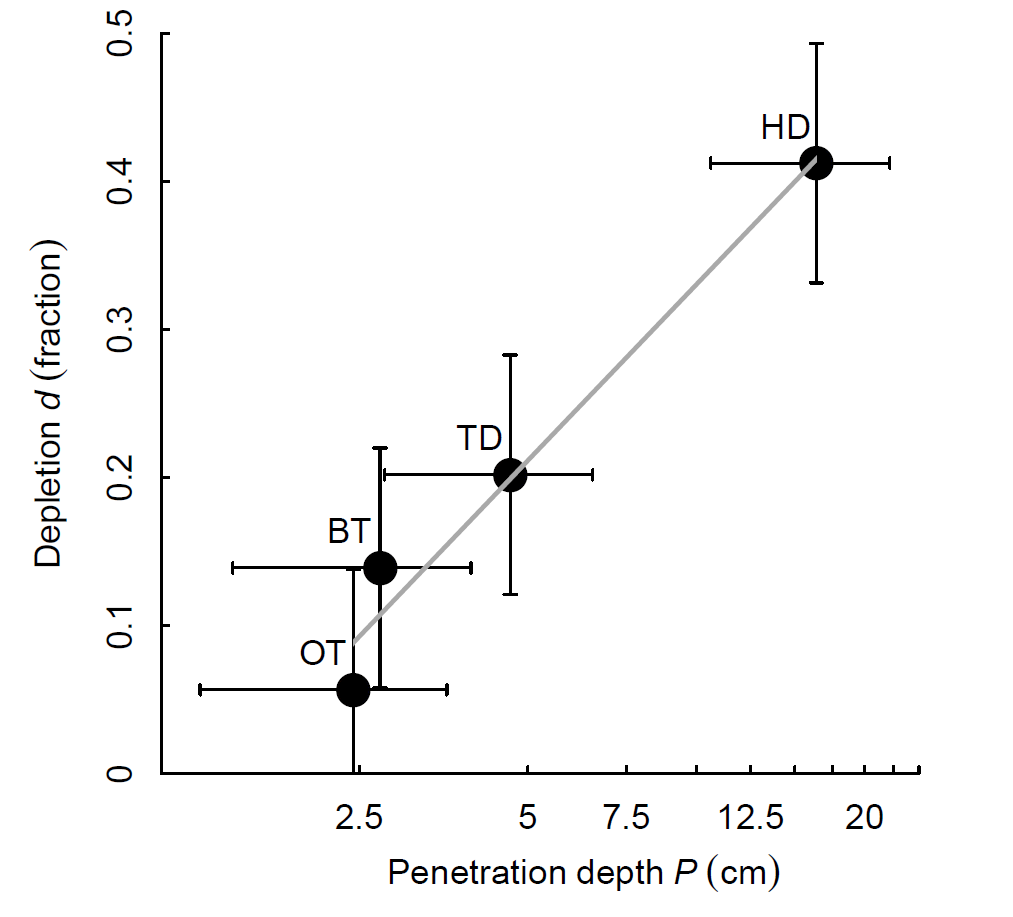 Depletion d (fraction)
0.5
0.4
0.3
0.2
0.1
0
HD
TD
BT
OT
2.5 5 7.5 12.5 20
Penetration depth P (cm)